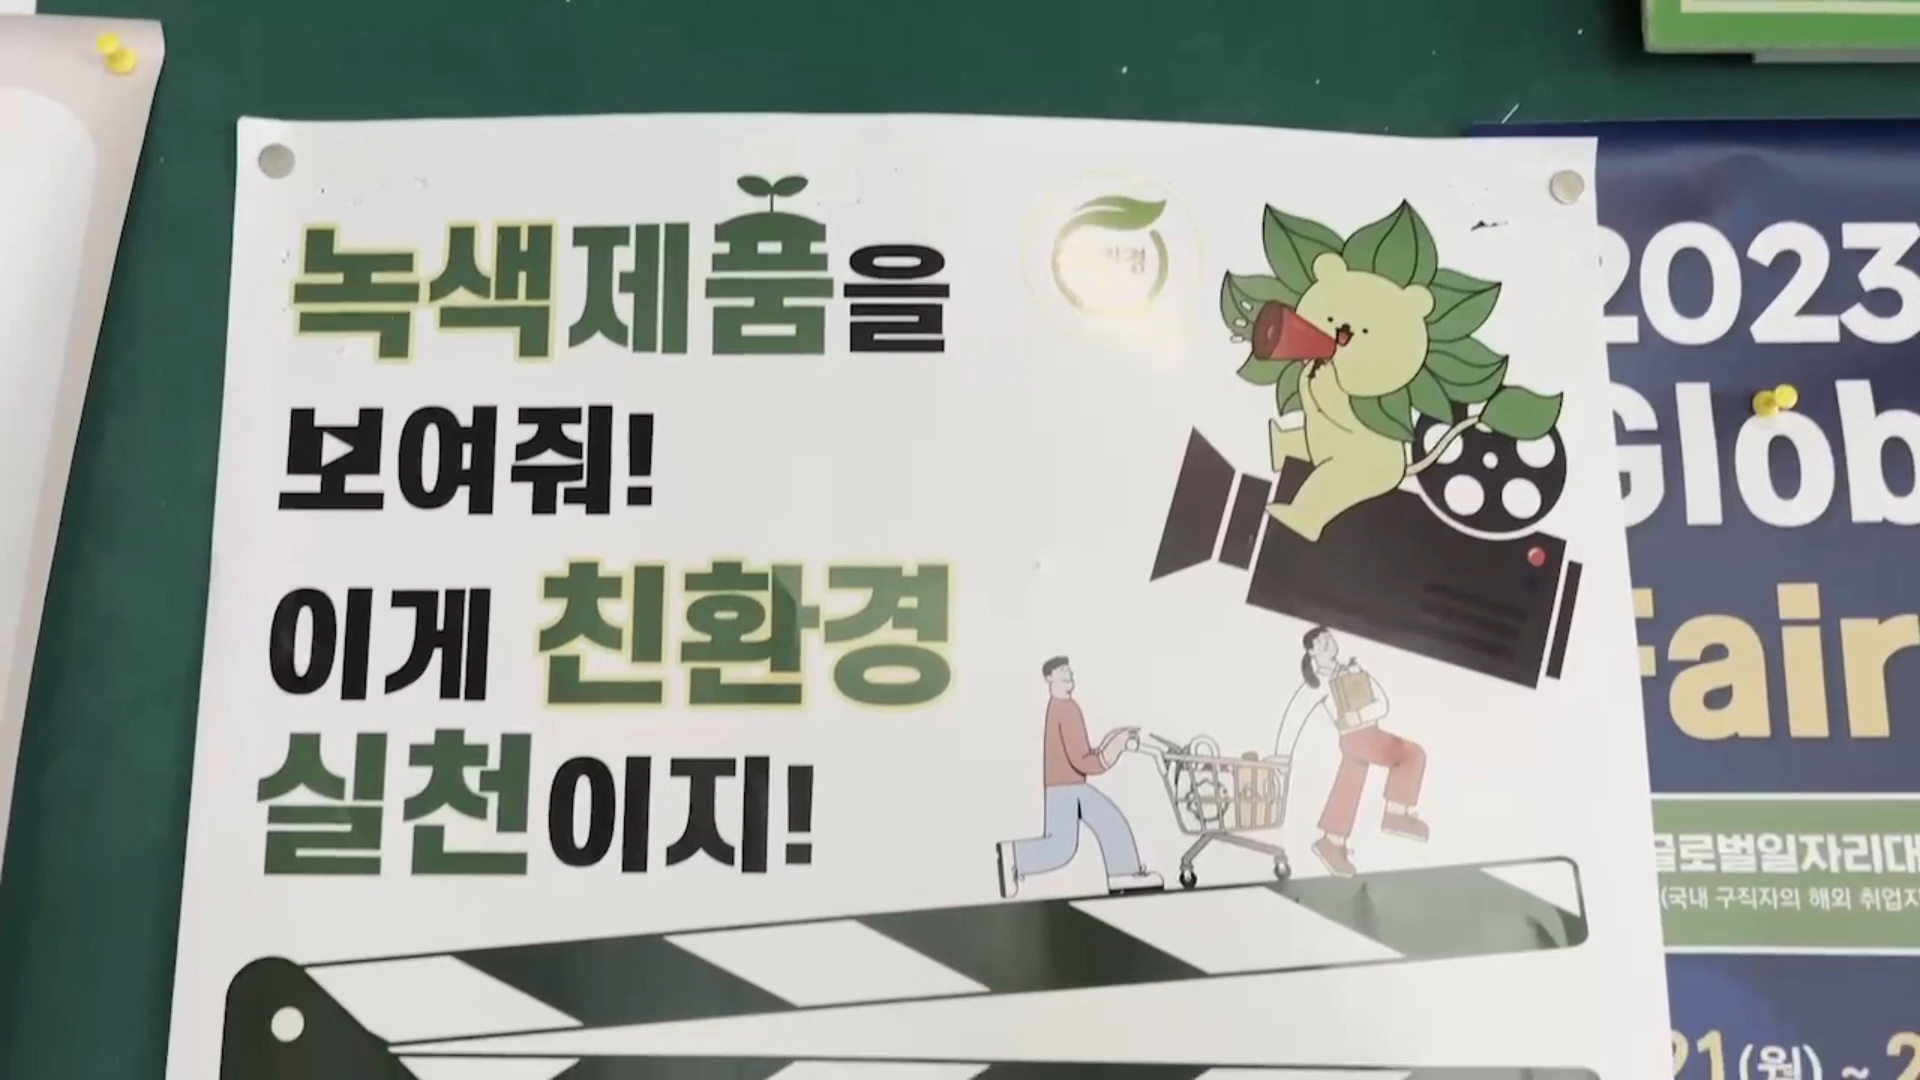 녹색제품을
보여줘!
이게 친환경
실천이지!
2023
Glob
Fair
글로벌일자리대
(국내 구직자의 해외 취업지
21(월) ~ 2